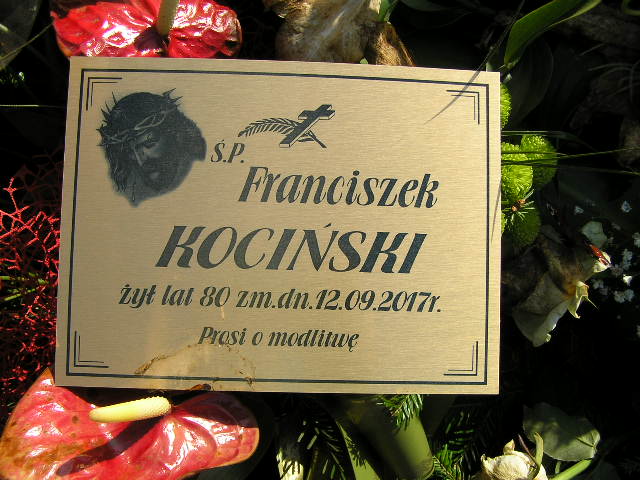 Ś.P.
Franciszek
KOCIŃSKI
żył lat 80 zm.dn.12.09.2017r.
Prosi o modlitwę